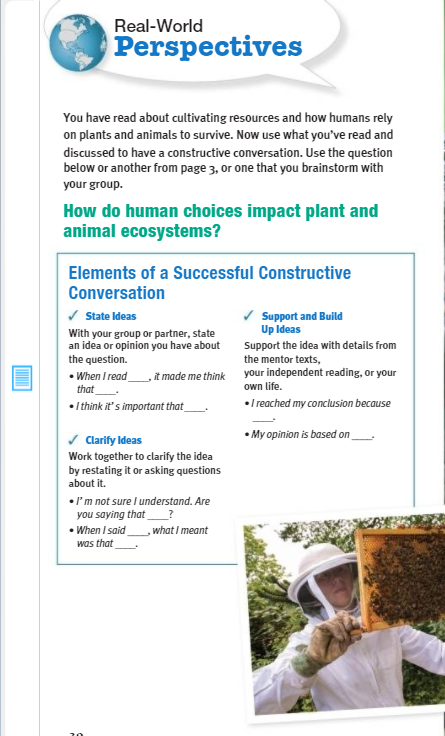 Real-World
Perspectives
You have read about cultivating resources and how humans rely
on plants and animals to survive. Now use what you've read and
discussed to have a constructive conversation. Use the question
below or another from page 3, or one that you brainstorm with
your group.
How do human choices impact plant and
animal ecosystems?
Elements of a Successful Constructive
Conversation
✓ State Ideas
With your group or partner, state
an idea or opinion you have about
the question.
• When I read ____, it made me think
that ____.
• I think it' s important that ____.
✓ Clarify Ideas
Work together to clarify the idea
by restating it or asking questions
about it.
• I' m not sure I understand. Are
you saying that ____?
• When I said ____, what I meant
was that ____.
✓ Support and Build
Up Ideas
Support the idea with details from
the mentor texts,
your independent reading, or your
own life.
• I reached my conclusion because
____.
• My opinion is based on ____.